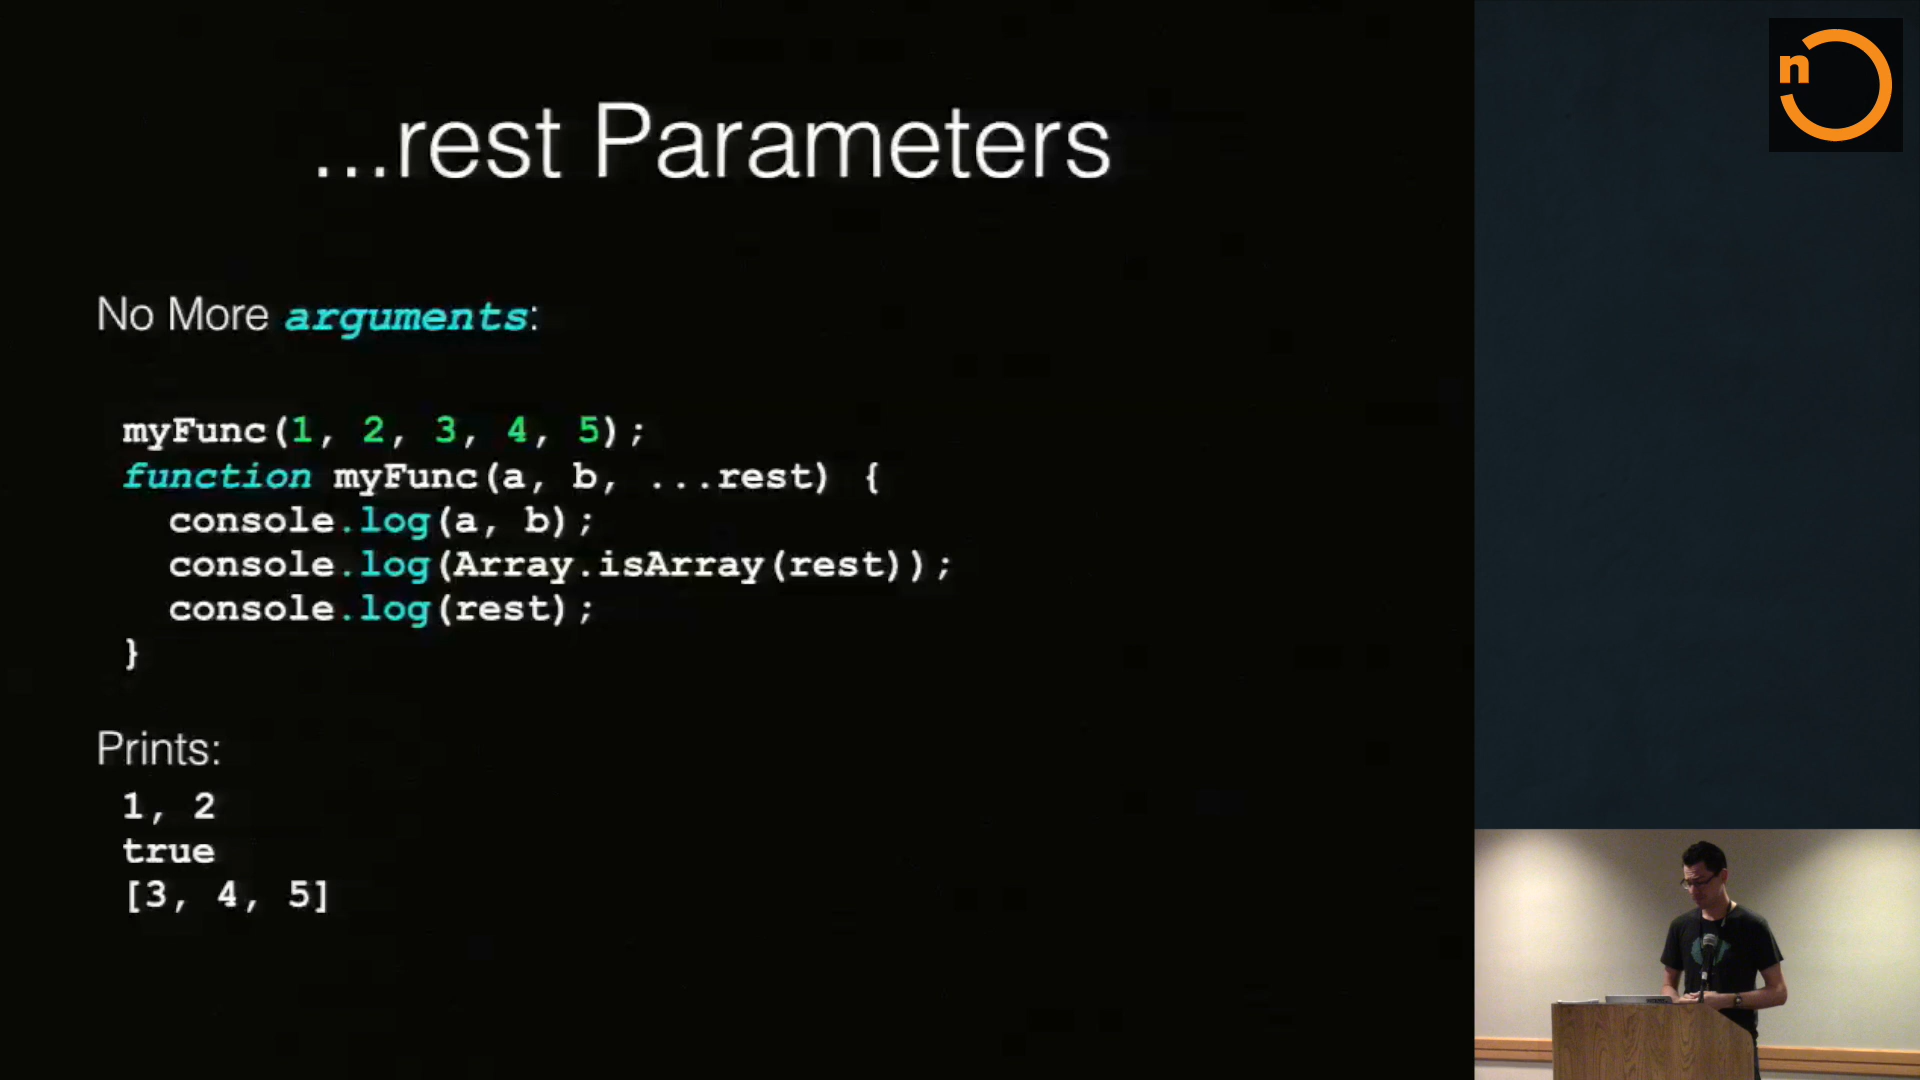 ...rest Parameters
No More arguments:
myFunc(1, 2, 3, 4, 5);
function myFunc(a, b, ...rest) {
console.log(a, b);
console.log(Array.isArray(rest));
console.log(rest);
}
Prints:
1, 2
true
[3, 4, 5]
n